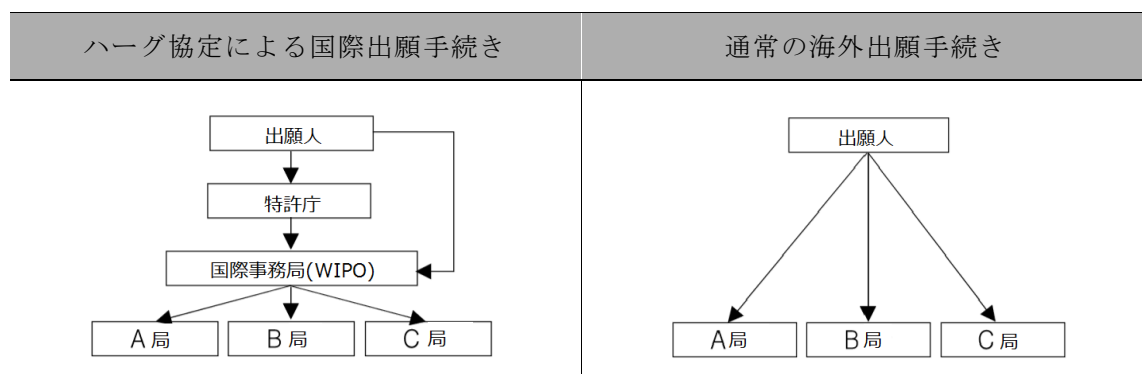 ハーグ協定による国際出願手続き
通常の海外出願手続き
出願人
特許庁
国際事務局(WIPO)
A局
B局
C局
出願人
A局
B局
C局